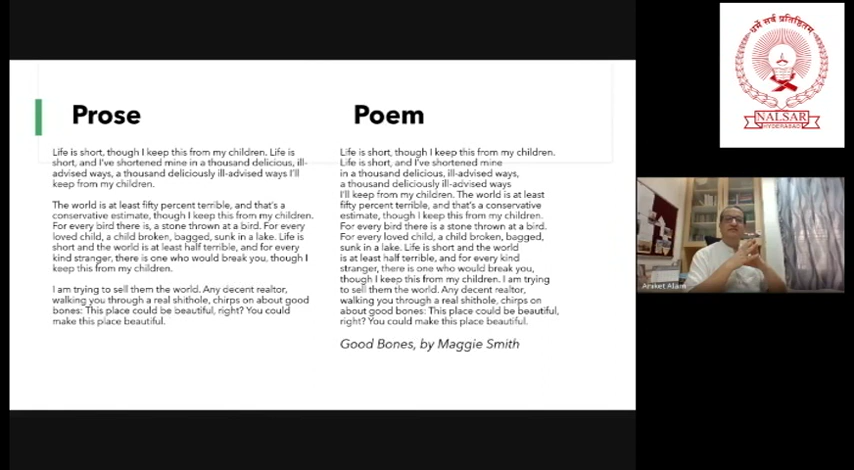 Prose
Life is short, though I keep this from my children. Life is
short, and I've shortened mine in a thousand delicious, ill-
advised ways, a thousand deliciously ill-advised ways I'll
keep from my children.
The world is at least fifty percent terrible, and that's a
conservative estimate, though I keep this from my children.
For every bird there is, a stone thrown at a bird. For every
loved child, a child broken, bagged, sunk in a lake. Life is
short and the world is at least half terrible, and for every
kind stranger, there is one who would break you, though I
keep this from my children.
I am trying to sell them the world. Any decent realtor,
walking you through a real shithole, chirps on about good
bones: This place could be beautiful, right? You could
make this place beautiful.
Poem
Life is short, though I keep this from my children.
Life is short, and I've shortened mine
in a thousand delicious, ill-advised ways,
a thousand deliciously ill-advised ways
I'll keep from my children. The world is at least
fifty percent terrible, and that's a conservative
estimate, though I keep this from my children.
For every bird there is a stone thrown at a bird.
For every loved child, a child broken, bagged,
sunk in a lake. Life is short and the world
is at least half terrible, and for every kind
stranger, there is one who would break you,
though I keep this from my children. I am trying
to sell them the world. Any decent realtor,
walking you through a real shithole, chirps on
about good bones: This place could be beautiful,
right? You could make this place beautiful.
Good Bones, by Maggie Smith
धर्मे सर्वं प्रतिष्ठितम्
NALSAR
HYDERABAD
Aniket Alam